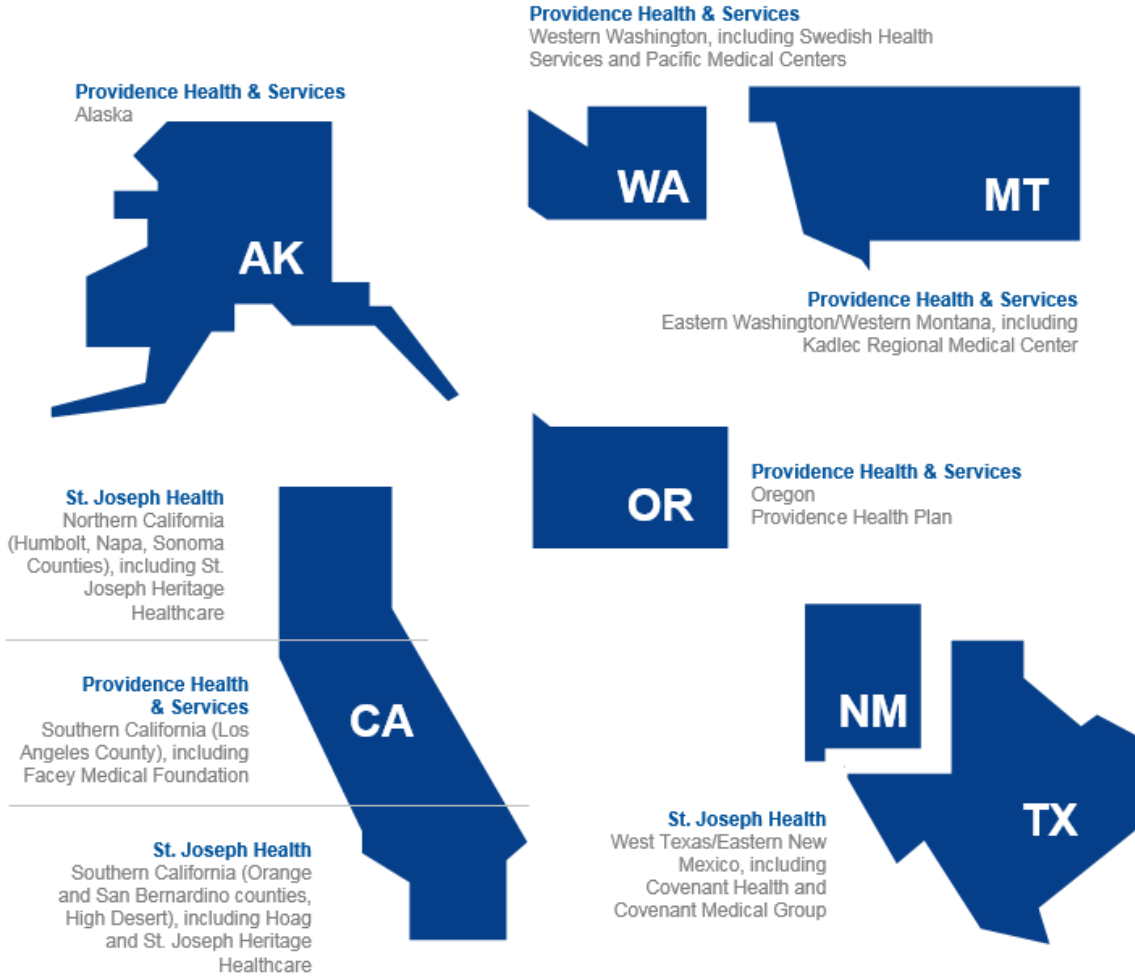 Providence Health & Services
Western Washington, including Swedish Health
Services and Pacific Medical Centers
Providence Health & Services
Alaska
WA
MT
AK
Providence Health & Services
Eastern Washington/Western Montana, including
Kadlec Regional Medical Center
OR
Providence Health & Services
Oregon
Providence Health Plan
St. Joseph Health
Northern California
(Humbolt, Napa, Sonoma
Counties), including St.
Joseph Heritage
Healthcare
Providence Health
& Services
Southern California (Los
Angeles County), including
Facey Medical Foundation
CA
St. Joseph Health
Southern California (Orange
and San Bernardino counties,
High Desert), including Hoag
and St. Joseph Heritage
Healthcare
NM
TX
St. Joseph Health
West Texas/Eastern New
Mexico, including
Covenant Health and
Covenant Medical Group